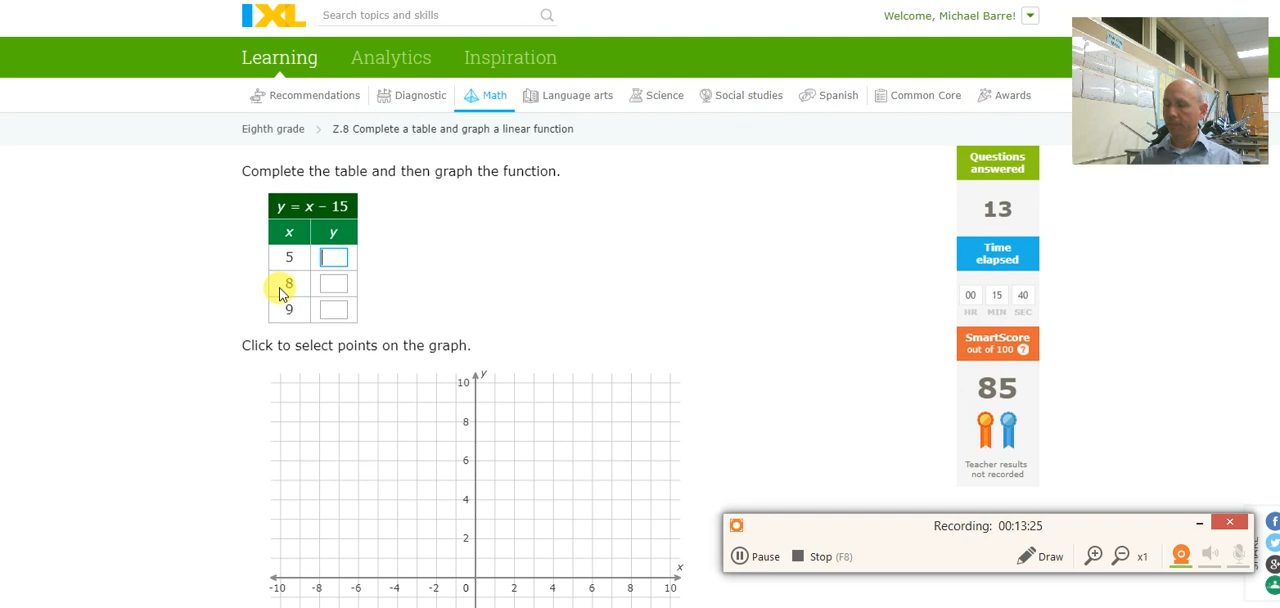 IXL
Search topics and skills
Welcome, Michael Barre!
Learning Analytics Inspiration
Recommendations Diagnostic Math Language arts Science Social studies Spanish Common Core Awards
Eighth grade > Z.8 Complete a table and graph a linear function
Complete the table and then graph the function.
y = x − 15
x y
5
8
9
Click to select points on the graph.
y
10
8
6
4
2
x
-10 -8 -6 -4 -2 0 2 4 6 8 10
Questions
answered
13
Time
elapsed
00 15 40
HR MIN SEC
SmartScore
out of 100 ?
85
Teacher results
not recorded
Recording: 00:13:25
Pause Stop (F8) Draw x1